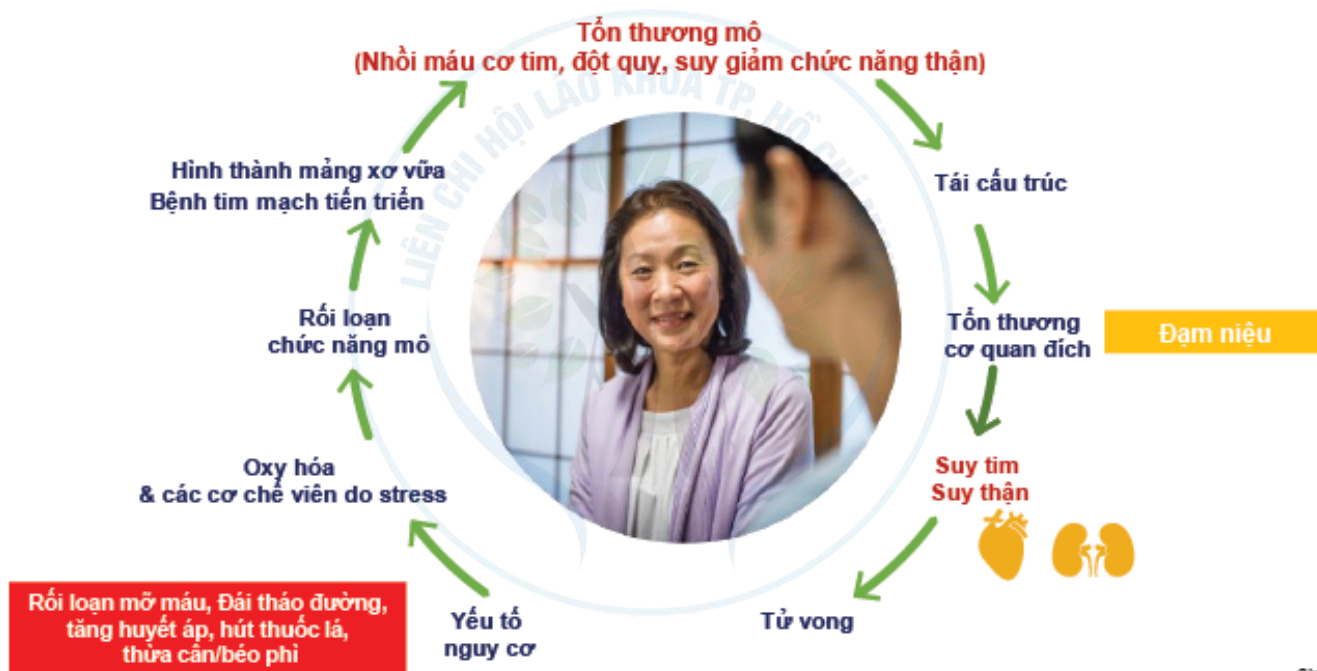 Tổn thương mô
(Nhồi máu cơ tim, đột quỵ, suy giảm chức năng thận)
Tái cấu trúc
Tổn thương
cơ quan đích
Đạm niệu
Suy tim
Suy thận
Tử vong
Yếu tố
nguy cơ
Rối loạn mỡ máu, Đái tháo đường,
tăng huyết áp, hút thuốc lá,
thừa cân/béo phì
Oxy hóa
& các cơ chế viên do stress
Rối loạn
chức năng mô
Hình thành mảng xơ vữa
Bệnh tim mạch tiến triển
LIÊN CHI HỘI LÃO KHOA TP. HỒ CHÍ